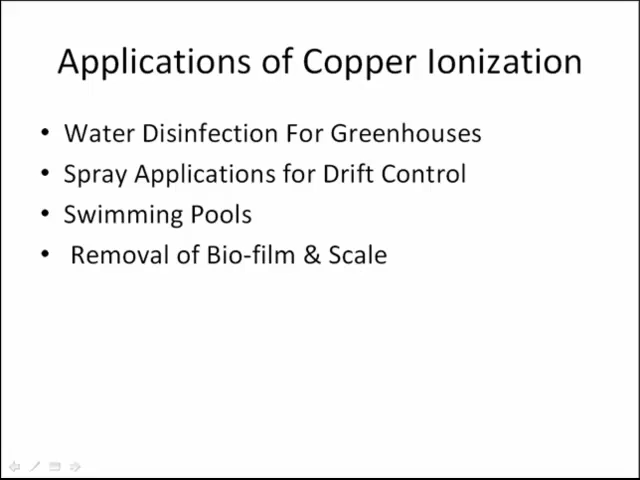 Applications of Copper Ionization
• Water Disinfection For Greenhouses
• Spray Applications for Drift Control
• Swimming Pools
• Removal of Bio-film & Scale